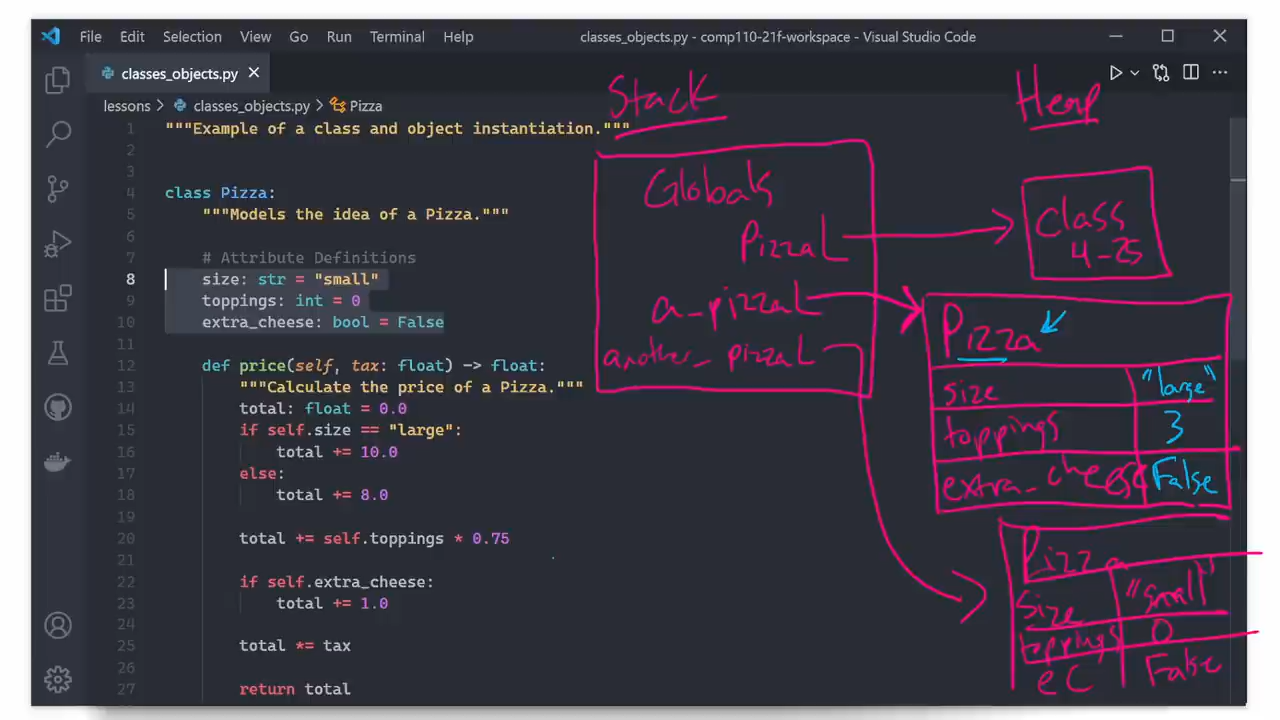 File Edit Selection View Go Run Terminal Help classes_objects.py - comp110-21f-workspace - Visual Studio Code
classes_objects.py
lessons > classes_objects.py > Pizza
1 """Example of a class and object instantiation."""
2
3
4 class Pizza:
5 """Models the idea of a Pizza."""
6
7 # Attribute Definitions
8 size: str = "small"
9 toppings: int = 0
10 extra_cheese: bool = False
11
12 def price(self, tax: float) -> float:
13 """Calculate the price of a Pizza."""
14 total: float = 0.0
15 if self.size == "large":
16 total += 10.0
17 else:
18 total += 8.0
19
20 total += self.toppings * 0.75
21
22 if self.extra_cheese:
23 total += 1.0
24
25 total *= tax
26
27 return total
Stack
Globals
Pizza
a_pizza
another_pizza
Heap
Class
4-25
Pizza
size "large"
toppings 3
extra_cheese False
Pizza
size "small"
toppings 0
eC False